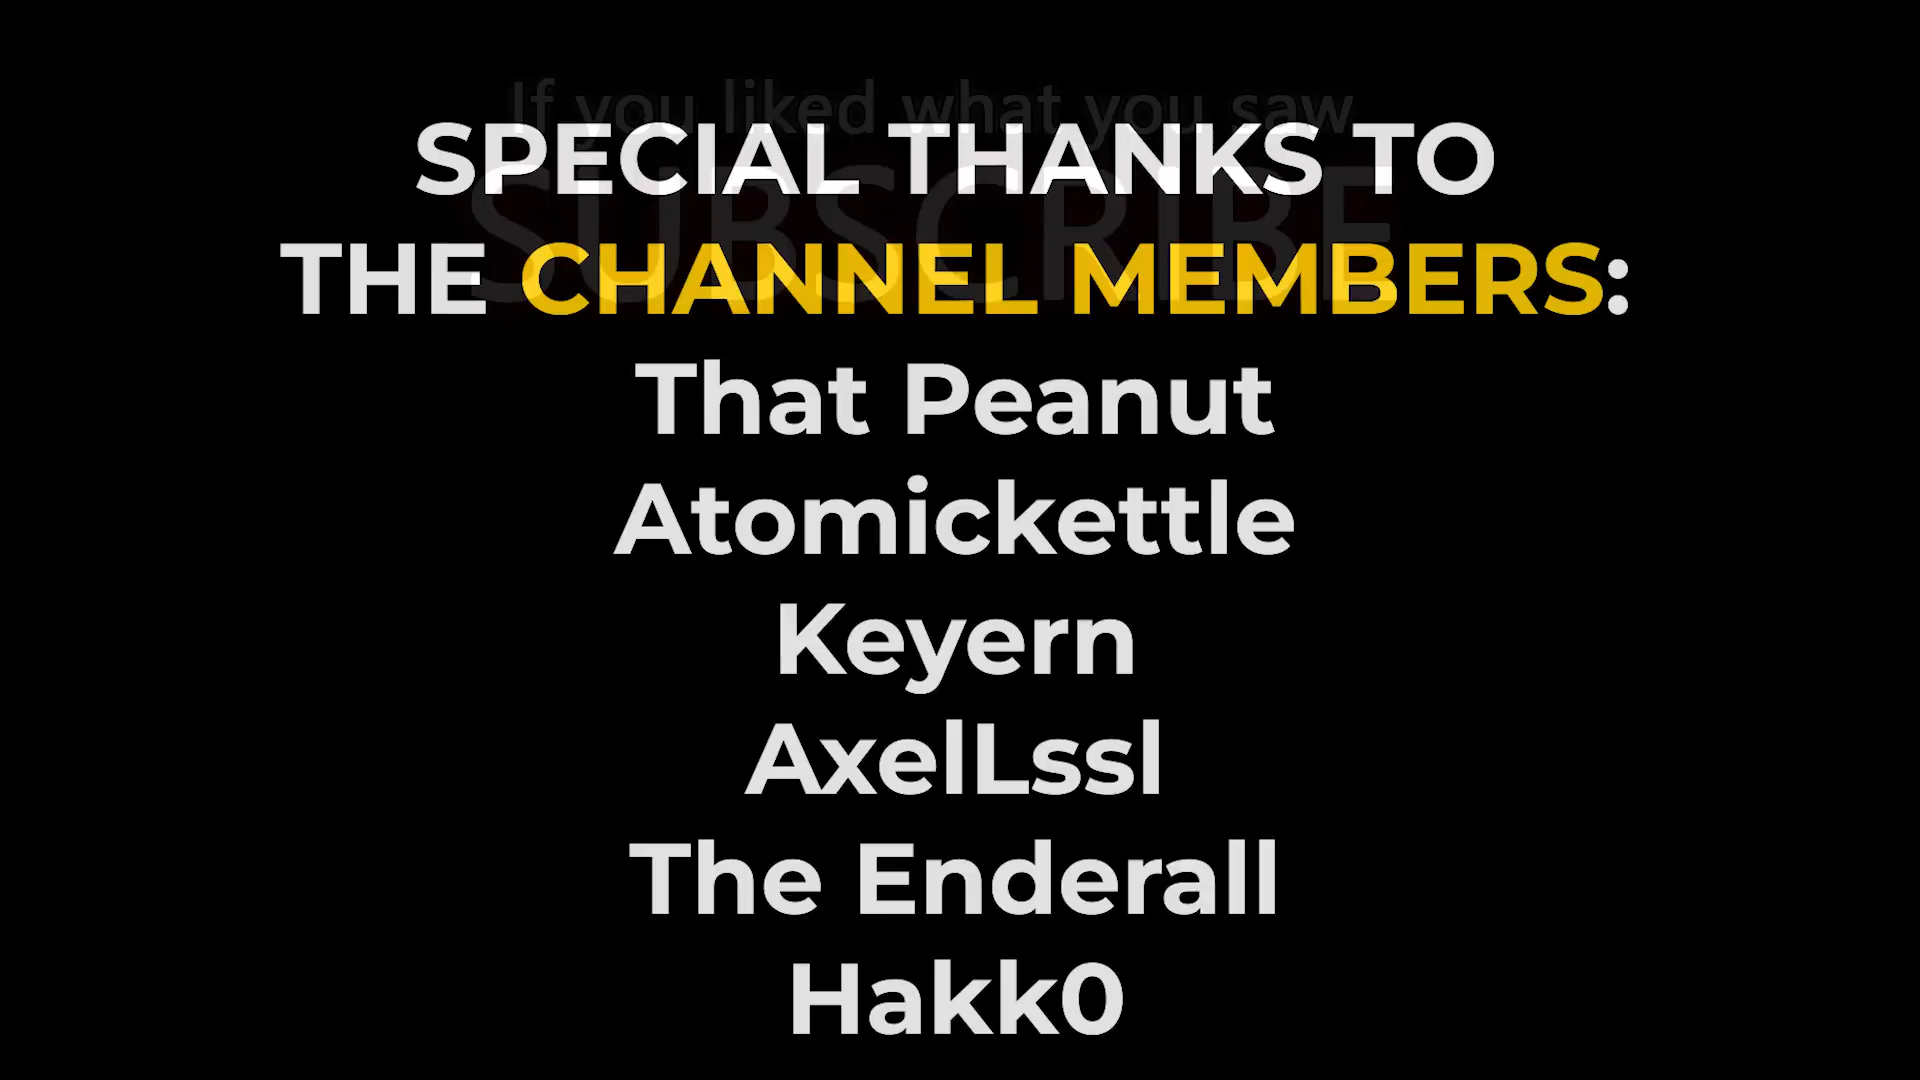 If you liked what you saw
SPECIAL THANKS TO
SUBSCRIBE
THE CHANNEL MEMBERS:
That Peanut
Atomickettle
Keyern
AxelLssl
The Enderall
Hakk0